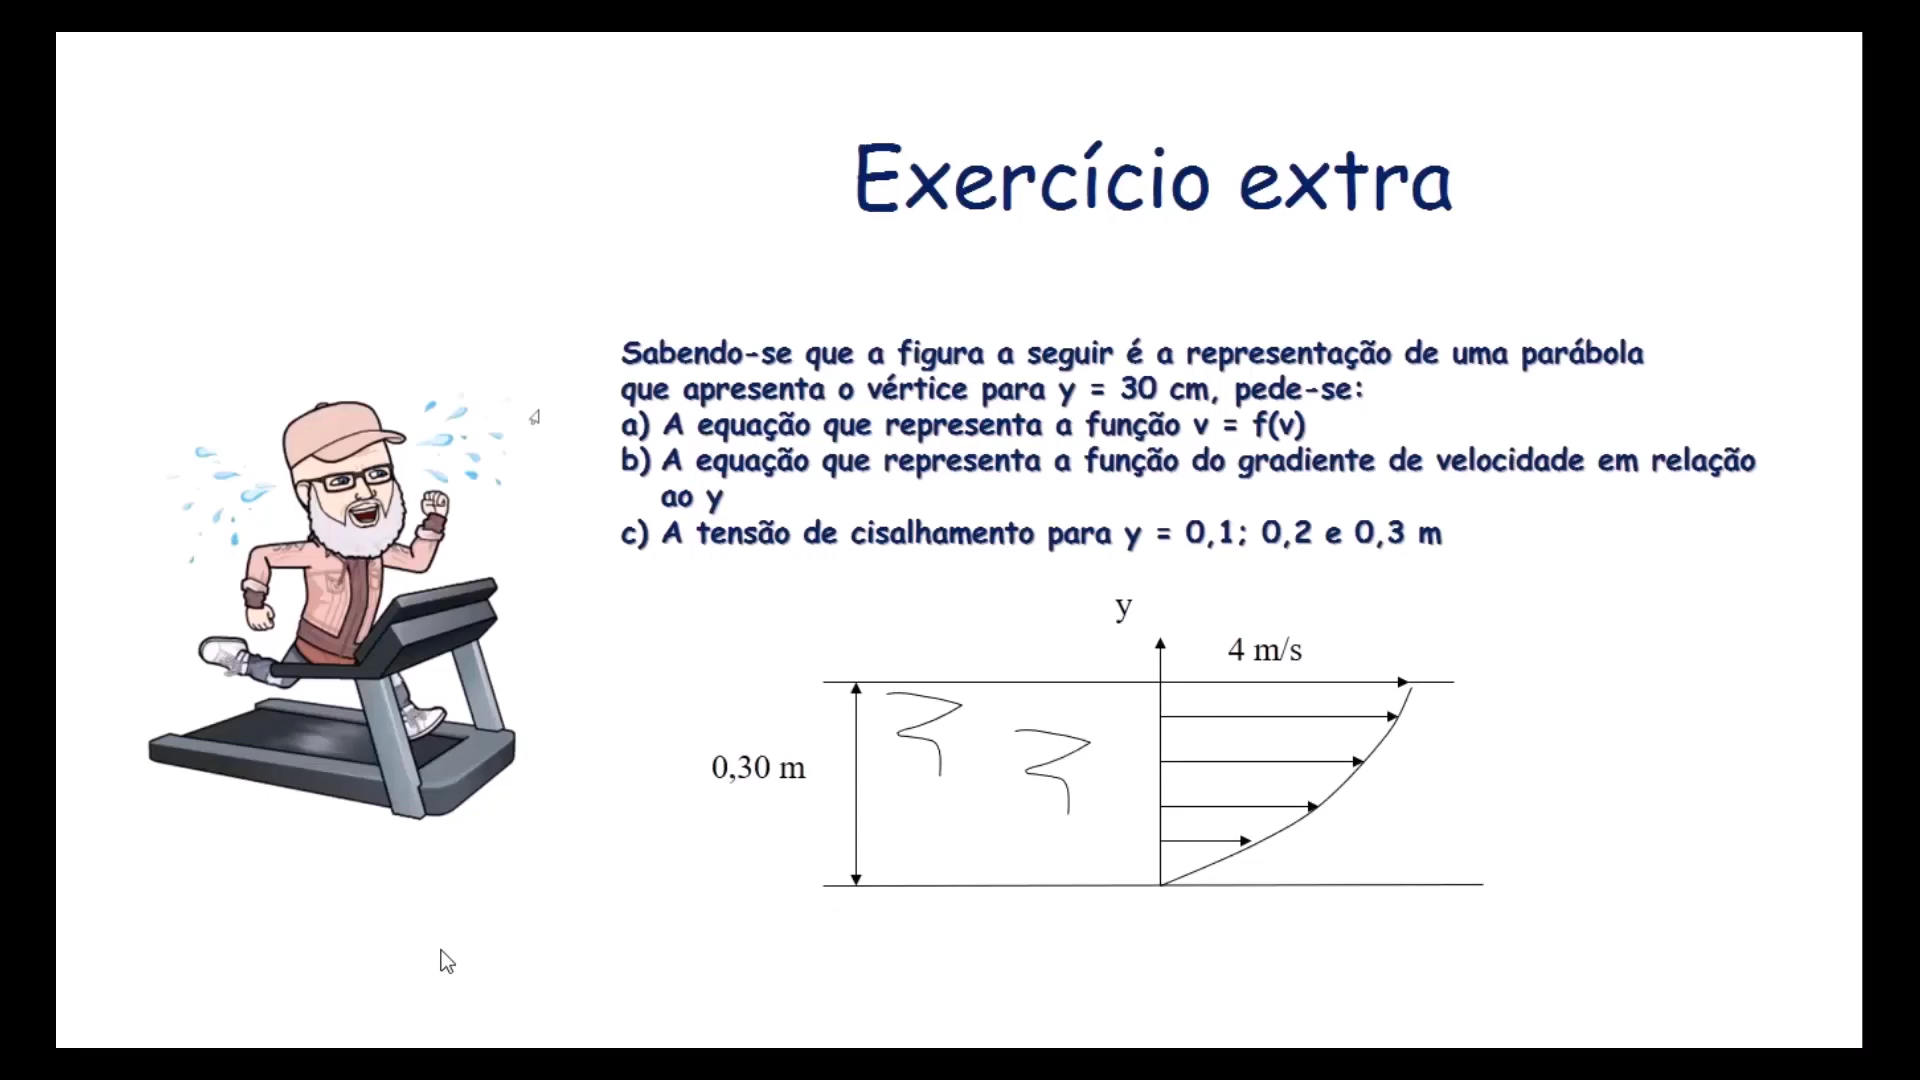 Exercício extra
Sabendo-se que a figura a seguir é a representação de uma parábola
que apresenta o vértice para y = 30 cm, pede-se:
a) A equação que representa a função v = f(v)
b) A equação que representa a função do gradiente de velocidade em relação
ao y
c) A tensão de cisalhamento para y = 0,1; 0,2 e 0,3 m
y
4 m/s
0,30 m